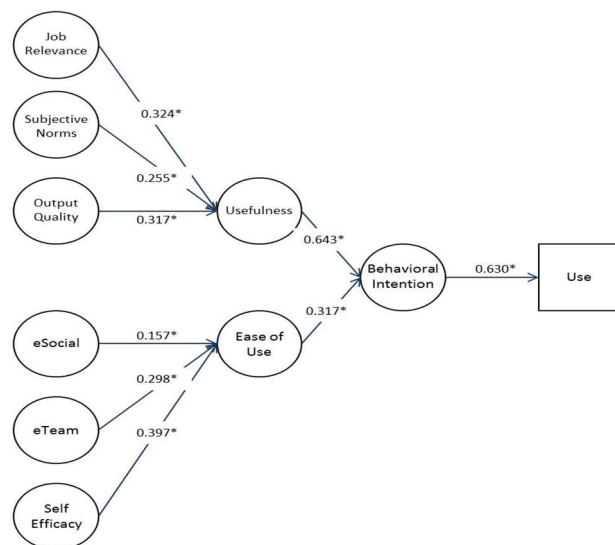 Job
Relevance
0.324*
Subjective
Norms
0.255*
Output
Quality
0.317*
Usefulness
0.643*
Behavioral
Intention
0.630*
Use
0.317*
eSocial
0.157*
Ease of
Use
0.298*
eTeam
0.397*
Self
Efficacy